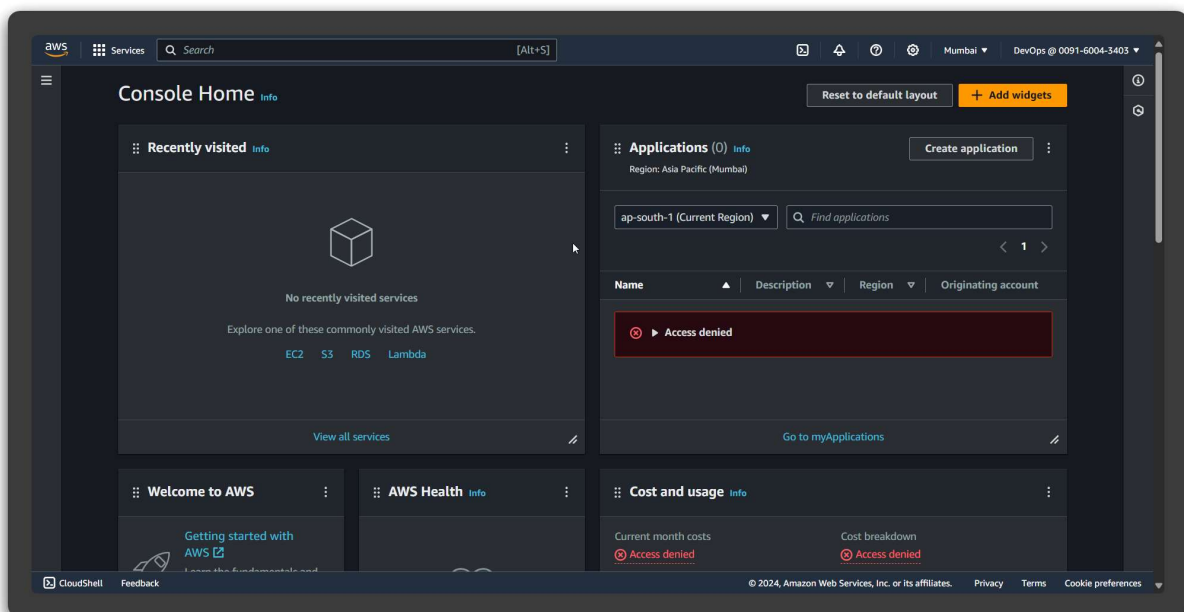 aws Services Search [Alt+S] Mumbai DevOps @ 0091-6004-3403
Console Home Info
Reset to default layout
+ Add widgets
Recently visited Info
No recently visited services
Explore one of these commonly visited AWS services.
EC2 S3 RDS Lambda
View all services
Applications (0) Info
Create application
Region: Asia Pacific (Mumbai)
ap-south-1 (Current Region)
Find applications
1
Name Description Region Originating account
Access denied
Go to myApplications
Welcome to AWS
Getting started with
AWS
Learn the fundamentals and
AWS Health Info
Cost and usage Info
Current month costs
Access denied
Cost breakdown
Access denied
CloudShell Feedback © 2024, Amazon Web Services, Inc. or its affiliates. Privacy Terms Cookie preferences